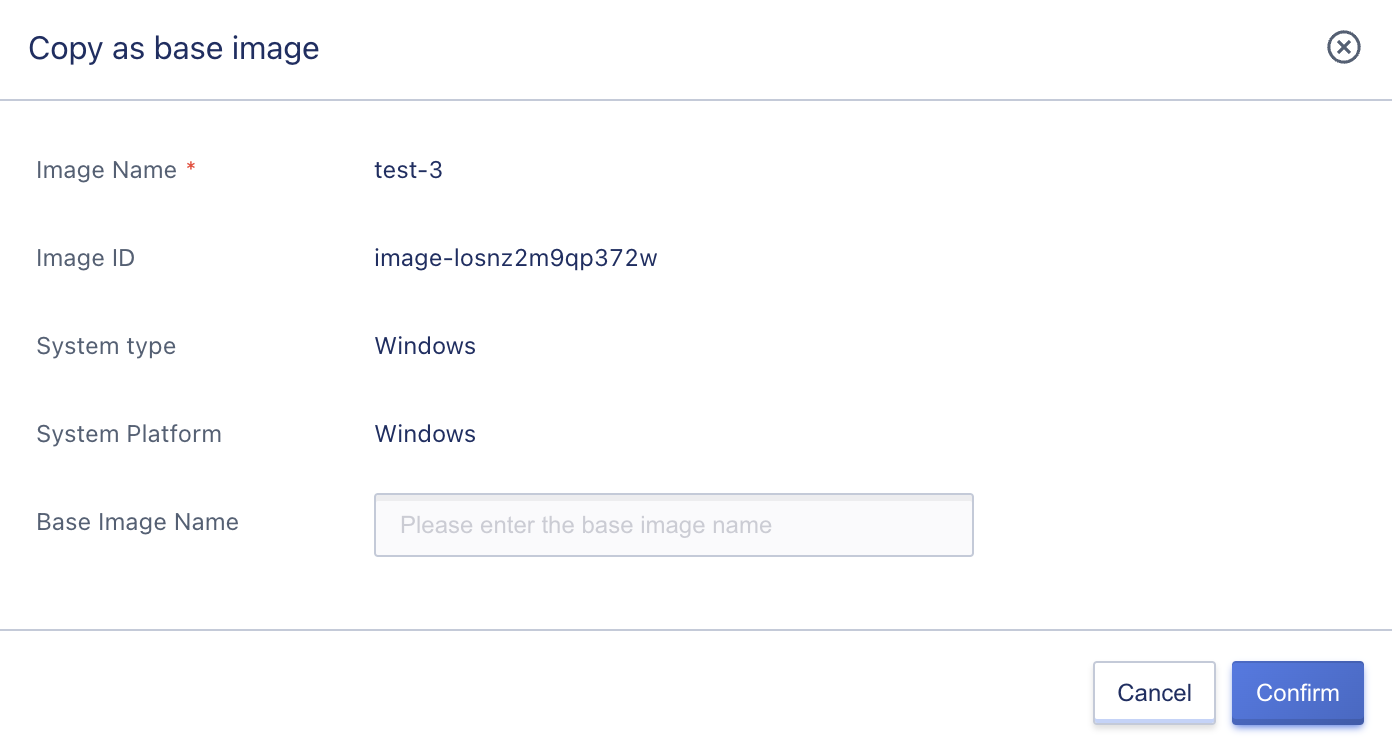 Copy as base image
Image Name *
test-3
Image ID
image-losnz2m9qp372w
System type
Windows
System Platform
Windows
Base Image Name
Please enter the base image name
Cancel
Confirm